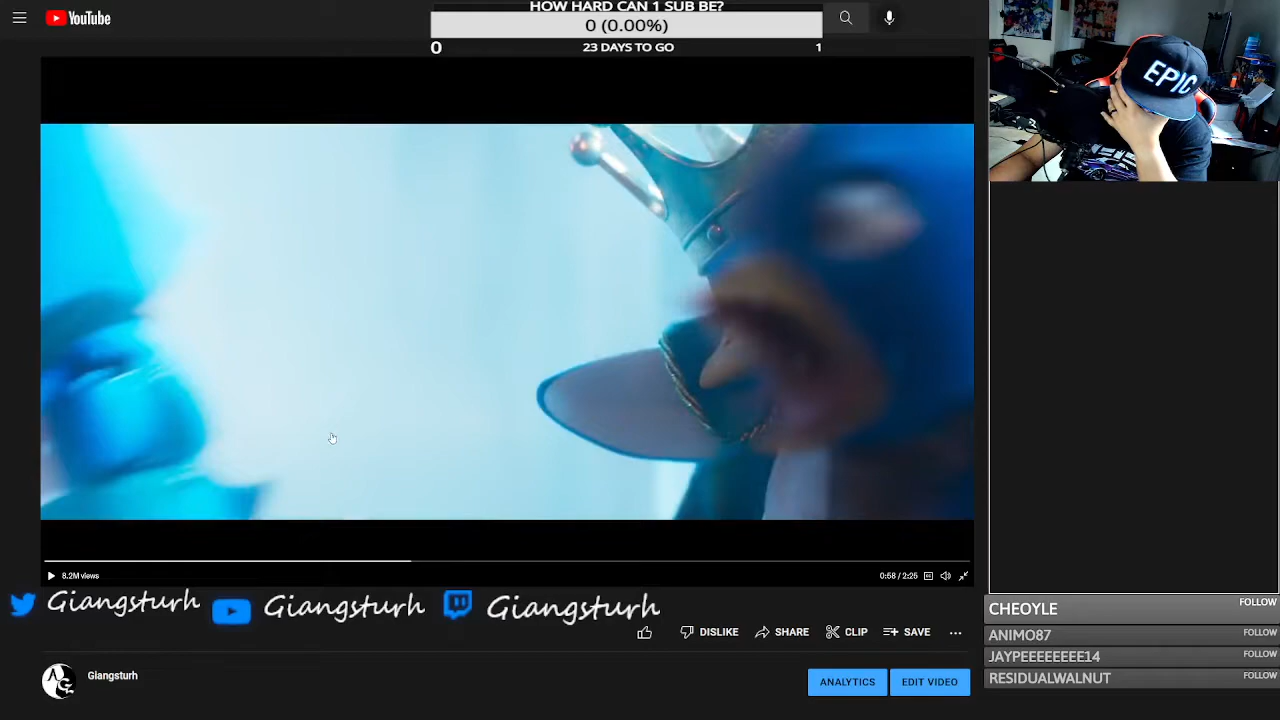 HOW HARD CAN 1 SUB BE?
YouTube
0 (0.00%)
0 23 DAYS TO GO 1
EPIC
8.2M views
0:58 / 2:25
Giangsturh Giangsturh Giangsturh
DISLIKE SHARE CLIP SAVE
Giangsturh
ANALYTICS EDIT VIDEO
CHEOYLE FOLLOW
ANIMO87 FOLLOW
JAYPEEEEEEEE14 FOLLOW
RESIDUALWALNUT FOLLOW